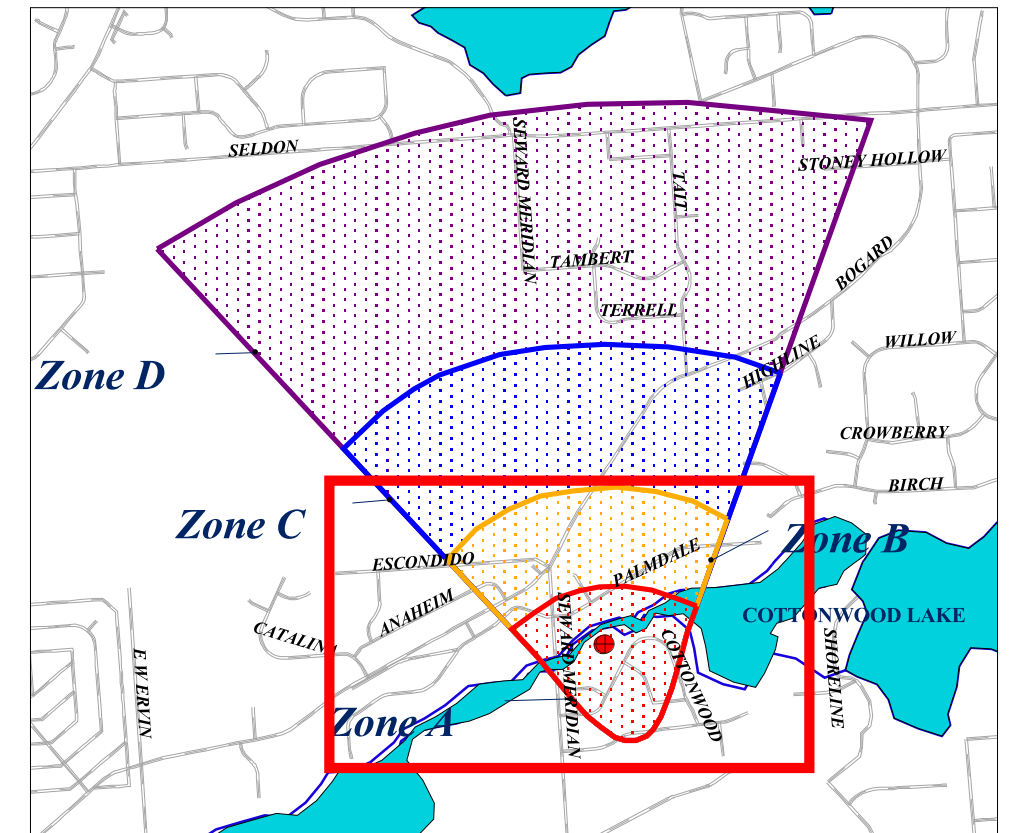 SELDON
SEWARD MERIDIAN
STONEY HOLLOW
TAIT
TAMBERT
BOGARD
TERRELL
HIGHLINE
WILLOW
Zone D
CROWBERRY
BIRCH
Zone C
Zone B
ESCONDIDO
PALMDALE
ANAHEIM
SEWARD MERIDIAN
COTTONWOOD LAKE
CATALINA
COTTONWOOD
SHORELINE
E W ERVIN
Zone A